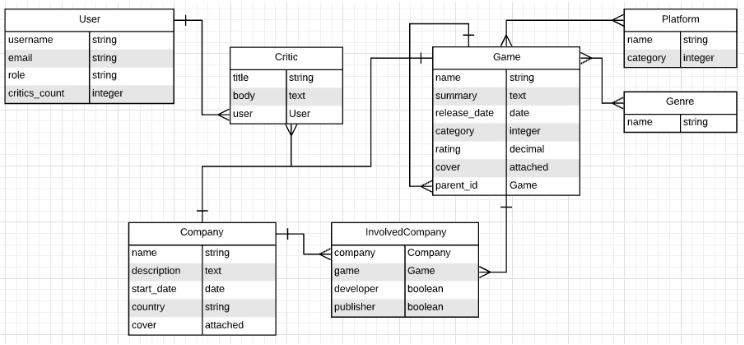 User
username string
email string
role string
critics_count integer
Critic
title string
body text
user User
Game
name string
summary text
release_date date
category integer
rating decimal
cover attached
parent_id Game
Platform
name string
category integer
Genre
name string
Company
name string
description text
start_date date
country string
cover attached
InvolvedCompany
company Company
game Game
developer boolean
publisher boolean